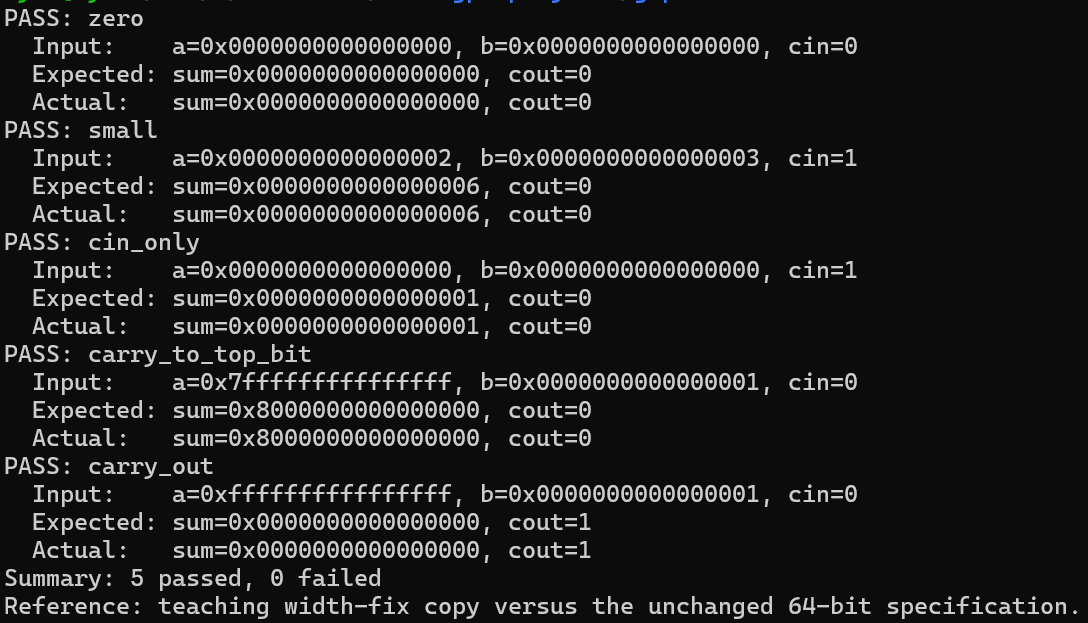 PASS: zero
  Input:    a=0x0000000000000000, b=0x0000000000000000, cin=0
  Expected: sum=0x0000000000000000, cout=0
  Actual:   sum=0x0000000000000000, cout=0
PASS: small
  Input:    a=0x0000000000000002, b=0x0000000000000003, cin=1
  Expected: sum=0x0000000000000006, cout=0
  Actual:   sum=0x0000000000000006, cout=0
PASS: cin_only
  Input:    a=0x0000000000000000, b=0x0000000000000000, cin=1
  Expected: sum=0x0000000000000001, cout=0
  Actual:   sum=0x0000000000000001, cout=0
PASS: carry_to_top_bit
  Input:    a=0x7fffffffffffffff, b=0x0000000000000001, cin=0
  Expected: sum=0x8000000000000000, cout=0
  Actual:   sum=0x8000000000000000, cout=0
PASS: carry_out
  Input:    a=0xffffffffffffffff, b=0x0000000000000001, cin=0
  Expected: sum=0x0000000000000000, cout=1
  Actual:   sum=0x0000000000000000, cout=1
Summary: 5 passed, 0 failed
Reference: teaching width-fix copy versus the unchanged 64-bit specification.